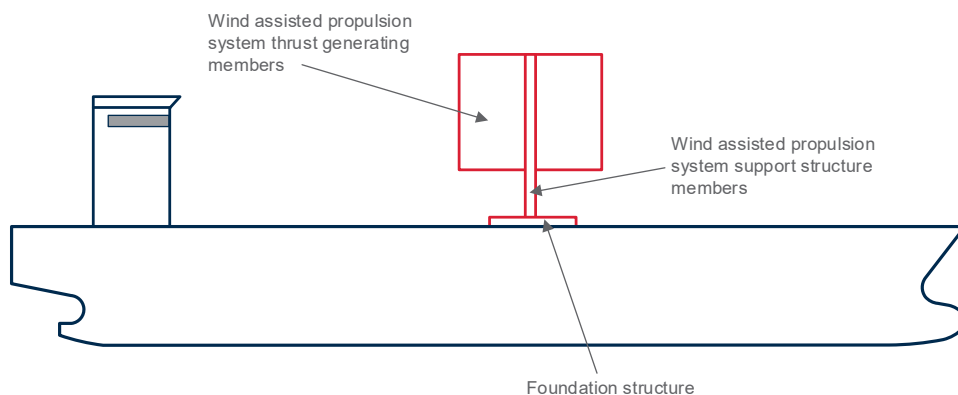 Wind assisted propulsion
system thrust generating
members
Wind assisted propulsion
system support structure
members
Foundation structure